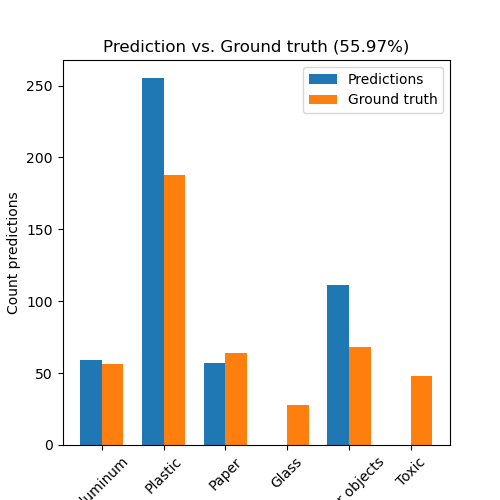 Prediction vs. Ground truth (55.97%)
Predictions
Ground truth
Count predictions
250
200
150
100
50
0
luminum
Plastic
Paper
Glass
r objects
Toxic